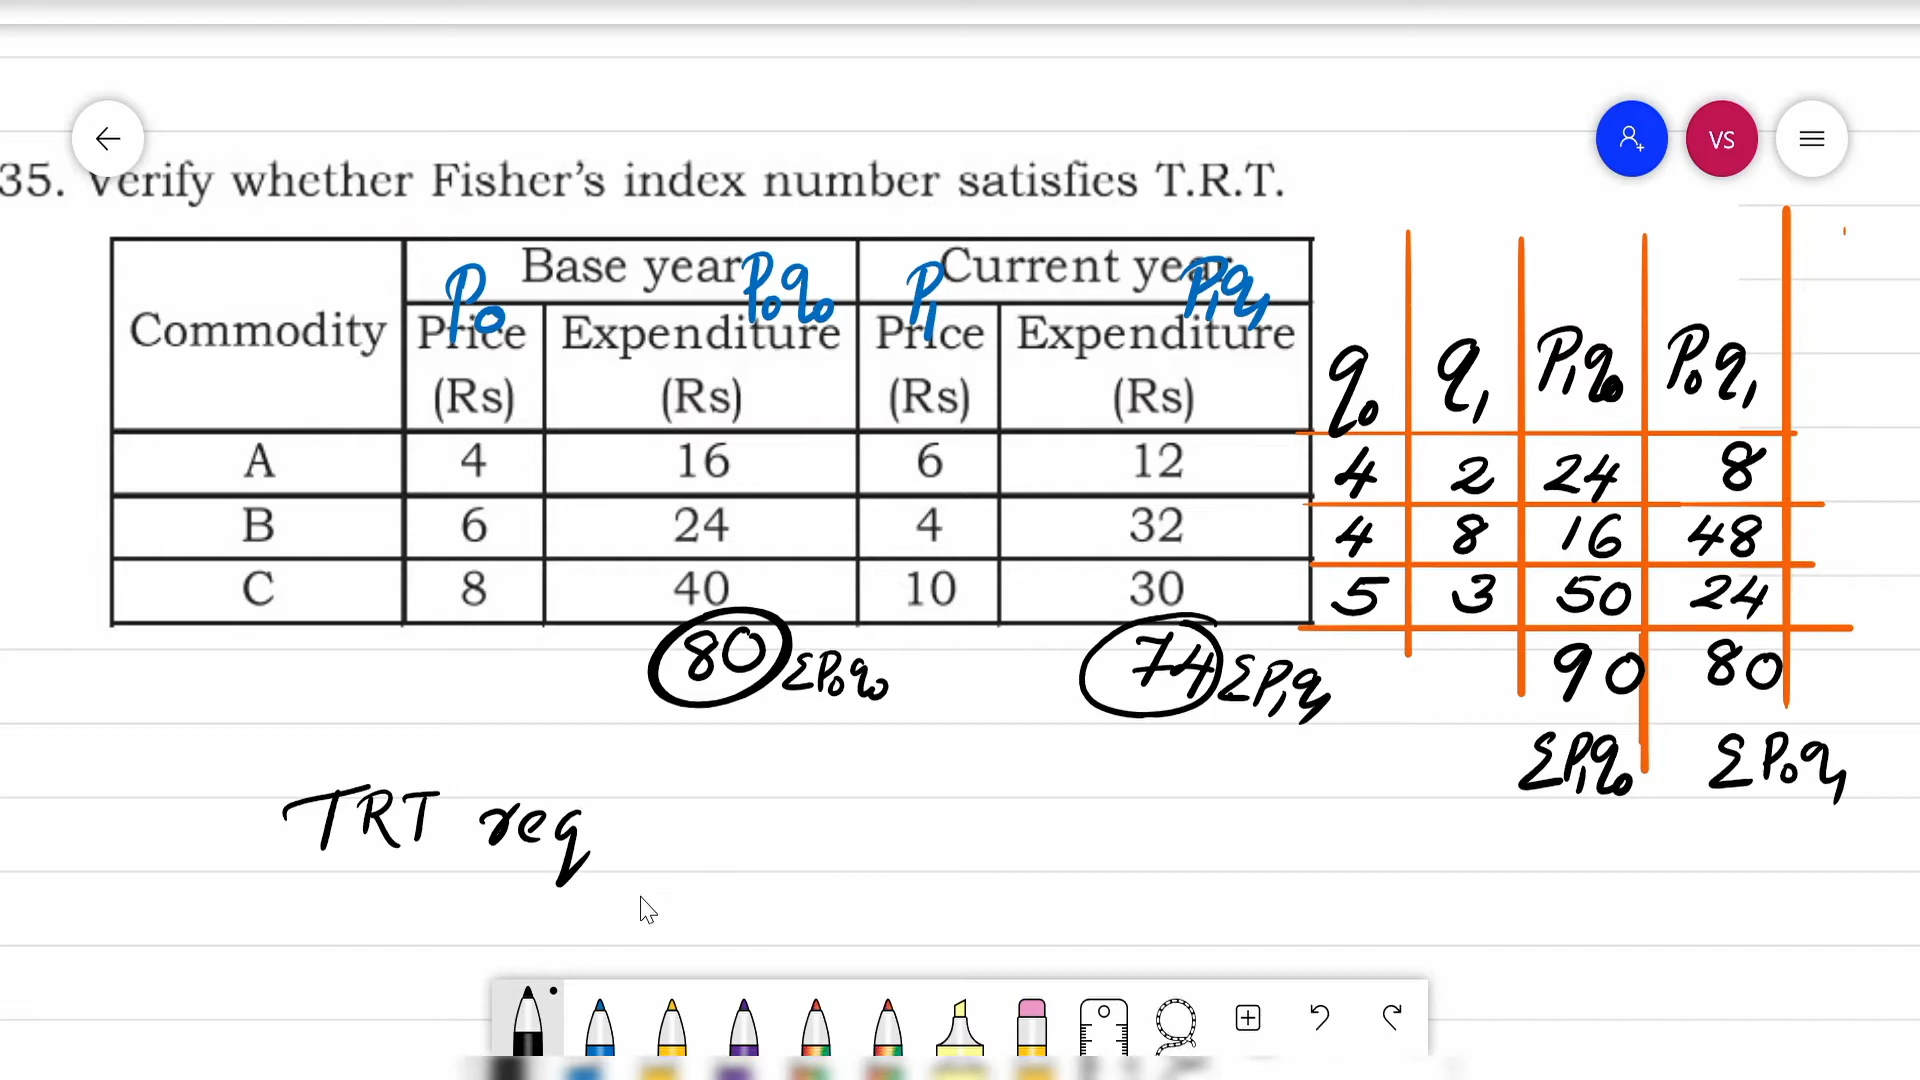 VS
35. Verify whether Fisher's index number satisfies T.R.T.
Commodity Base year Current year
P₀ P₀q₀ P₁ P₁q₁
Price (Rs) Expenditure (Rs) Price (Rs) Expenditure (Rs) q₀ q₁ P₁q₀ P₀q₁
A 4 16 6 12 4 2 24 8
B 6 24 4 32 4 8 16 48
C 8 40 10 30 5 3 50 24
80 ΣP₀q₀ 74 ΣP₁q₁ 90 80
ΣP₁q₀ ΣP₀q₁
TRT req